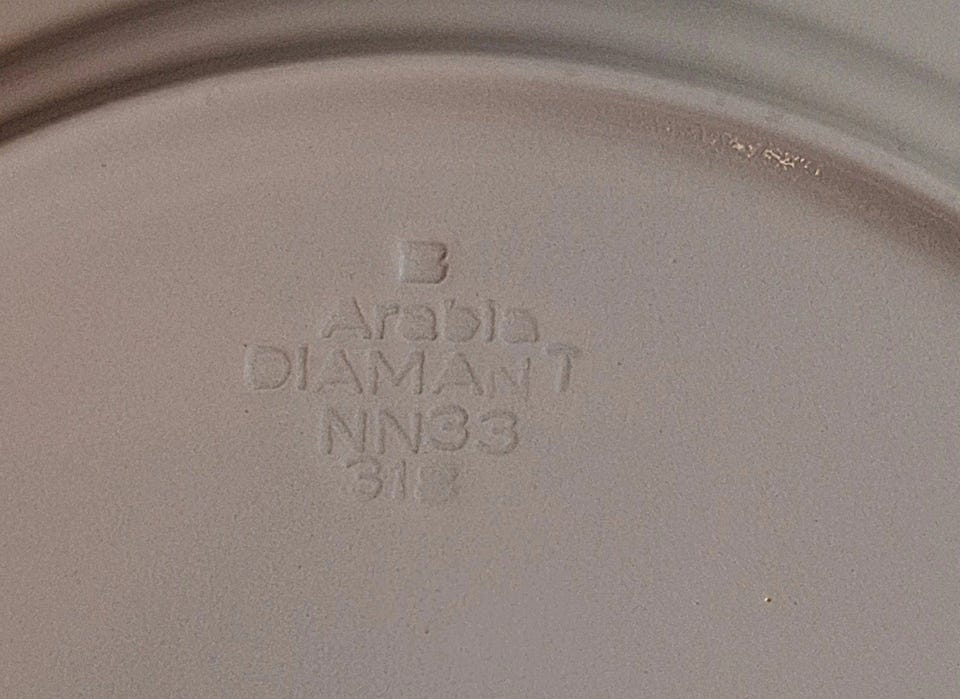 B
Arabia
DIAMANT
NN33
318